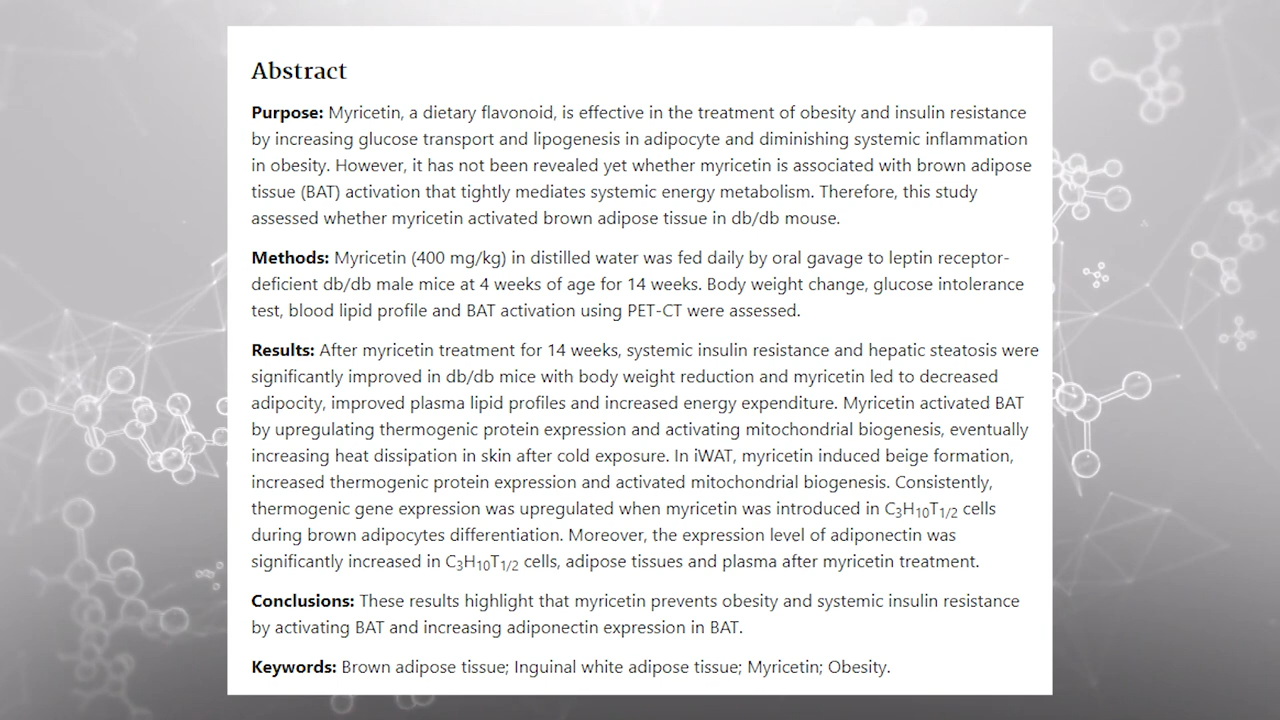 Abstract
Purpose: Myricetin, a dietary flavonoid, is effective in the treatment of obesity and insulin resistance
by increasing glucose transport and lipogenesis in adipocyte and diminishing systemic inflammation
in obesity. However, it has not been revealed yet whether myricetin is associated with brown adipose
tissue (BAT) activation that tightly mediates systemic energy metabolism. Therefore, this study
assessed whether myricetin activated brown adipose tissue in db/db mouse.
Methods: Myricetin (400 mg/kg) in distilled water was fed daily by oral gavage to leptin receptor-
deficient db/db male mice at 4 weeks of age for 14 weeks. Body weight change, glucose intolerance
test, blood lipid profile and BAT activation using PET-CT were assessed.
Results: After myricetin treatment for 14 weeks, systemic insulin resistance and hepatic steatosis were
significantly improved in db/db mice with body weight reduction and myricetin led to decreased
adipocity, improved plasma lipid profiles and increased energy expenditure. Myricetin activated BAT
by upregulating thermogenic protein expression and activating mitochondrial biogenesis, eventually
increasing heat dissipation in skin after cold exposure. In iWAT, myricetin induced beige formation,
increased thermogenic protein expression and activated mitochondrial biogenesis. Consistently,
thermogenic gene expression was upregulated when myricetin was introduced in C₃H₁₀T₁/₂ cells
during brown adipocytes differentiation. Moreover, the expression level of adiponectin was
significantly increased in C₃H₁₀T₁/₂ cells, adipose tissues and plasma after myricetin treatment.
Conclusions: These results highlight that myricetin prevents obesity and systemic insulin resistance
by activating BAT and increasing adiponectin expression in BAT.
Keywords: Brown adipose tissue; Inguinal white adipose tissue; Myricetin; Obesity.